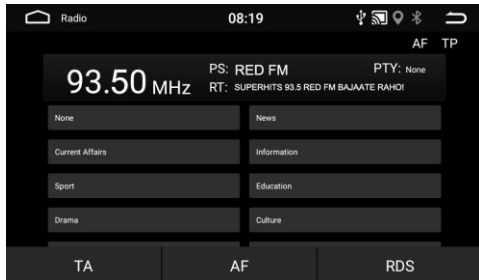 Radio 08:19
AF TP
93.50 MHz
PS: RED FM PTY: None
RT: SUPERHITS 93.5 RED FM BAJAATE RAHO!
None News
Current Affairs Information
Sport Education
Drama Culture
TA AF RDS